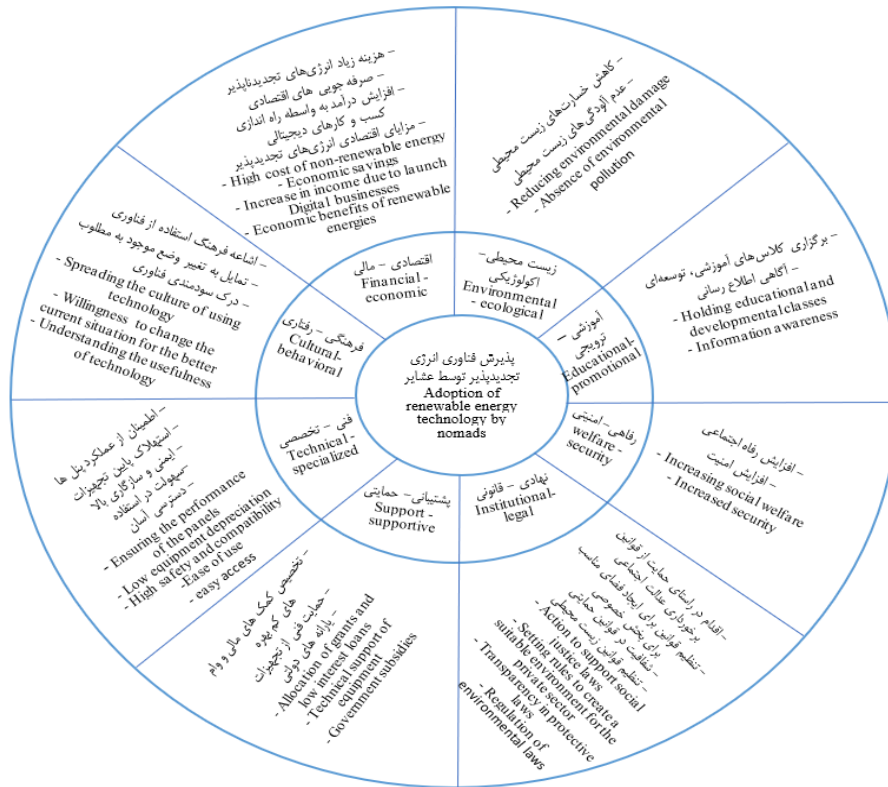 – هزینه زیاد انرژی‌های تجدیدناپذیر
– صرفه جویی های اقتصادی
– افزایش درآمد به واسطه راه اندازی
کسب و کارهای دیجیتالی
– مزایای اقتصادی انرژی‌های تجدیدپذیر
- High cost of non-renewable energy
- Economic savings
- Increase in income due to launch
Digital businesses
- Economic benefits of renewable
energies
– کاهش خسارت‌های زیست محیطی
– عدم آلودگی‌های زیست محیطی
- Reducing environmental damage
- Absence of environmental
pollution
– برگزاری کلاس‌های آموزشی، توسعه‌ای
– آگاهی اطلاع رسانی
- Holding educational and
developmental classes
- Information awareness
– افزایش رفاه اجتماعی
– افزایش امنیت
- Increasing social welfare
- Increased security
– اقدام در راستای حمایت از قوانین
برخورداری عدالت اجتماعی
– تنظیم قوانین برای ایجاد فضای مناسب
برای بخش خصوصی
– شفافیت در قوانین حمایتی
– تنظیم قوانین زیست محیطی
- Action to support social
justice laws
- Setting rules to create a
suitable environment for the
private sector
- Transparency in protective
laws
- Regulation of
environmental laws
– تخصیص کمک های مالی و وام
های کم بهره
– حمایت فنی از تجهیزات
– یارانه های دولتی
- Allocation of grants and
low interest loans
- Technical support of
equipment
- Government subsidies
– اطمینان از عملکرد پنل ها
– استهلاک پایین تجهیزات
– ایمنی و سازگاری بالا
– سهولت در استفاده
– دسترسی آسان
- Ensuring the performance
of the panels
- Low equipment depreciation
- High safety and compatibility
-Ease of use
- easy access
– اشاعه فرهنگ استفاده از فناوری
– تمایل به تغییر وضع موجود به مطلوب
– درک سودمندی فناوری
- Spreading the culture of using
technology
- Willingness to change the
current situation for the better
- Understanding the usefulness
of technology
اقتصادی – مالی
Financial -
economic
زیست محیطی–
اکولوژیکی
Environmental
- ecological
آموزشی –
ترویجی
Educational-
promotional
رفاهی – امنیتی
welfare -
security
نهادی – قانونی
Institutional-
legal
پشتیبانی– حمایتی
Support -
supportive
فنی – تخصصی
Technical-
specialized
فرهنگی – رفتاری
Cultural-
behavioral
پذیرش فناوری انرژی
تجدیدپذیر توسط عشایر
Adoption of
renewable energy
technology by
nomads